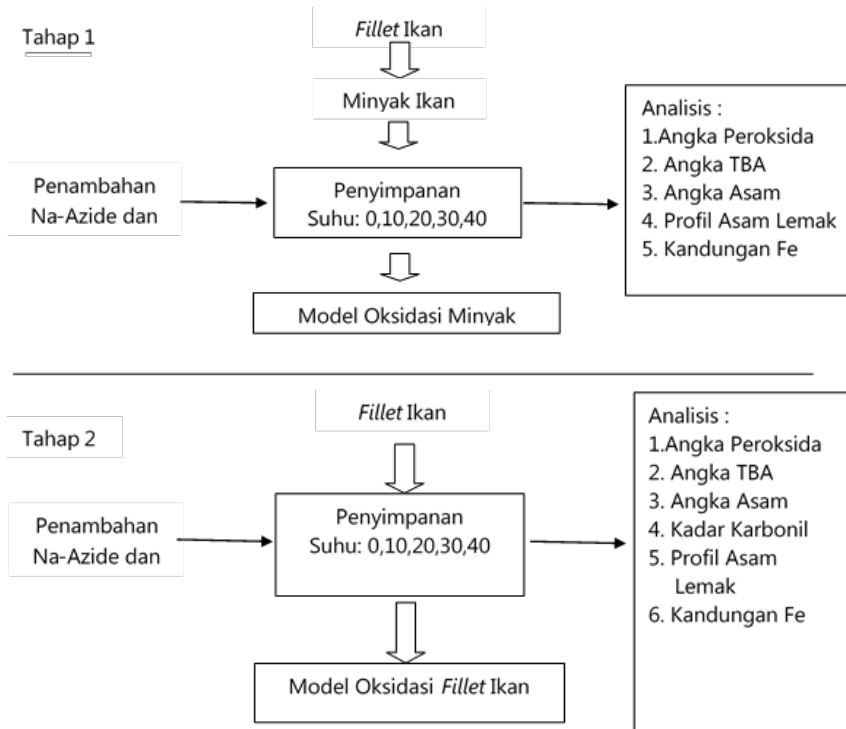 Tahap 1
Fillet Ikan
Minyak Ikan
Penambahan
Na-Azide dan
Penyimpanan
Suhu: 0,10,20,30,40
Analisis :
1.Angka Peroksida
2. Angka TBA
3. Angka Asam
4. Profil Asam Lemak
5. Kandungan Fe
Model Oksidasi Minyak
Tahap 2
Fillet Ikan
Penambahan
Na-Azide dan
Penyimpanan
Suhu: 0,10,20,30,40
Analisis :
1.Angka Peroksida
2. Angka TBA
3. Angka Asam
4. Kadar Karbonil
5. Profil Asam
Lemak
6. Kandungan Fe
Model Oksidasi Fillet Ikan